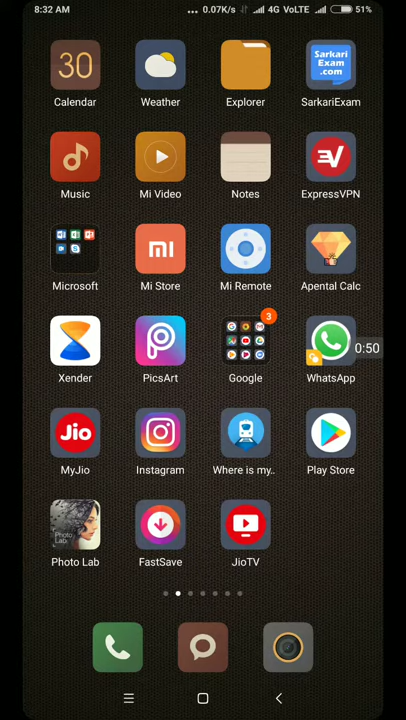 8:32 AM ... 0.07K/s 4G VoLTE 51%
30
Sarkari
Exam
.com
Calendar Weather Explorer SarkariExam
Music Mi Video Notes ExpressVPN
Microsoft Mi Store Mi Remote Apental Calc
3
0:50
Xender PicsArt Google WhatsApp
Jio
MyJio Instagram Where is my.. Play Store
Photo
Lab
Photo Lab FastSave JioTV